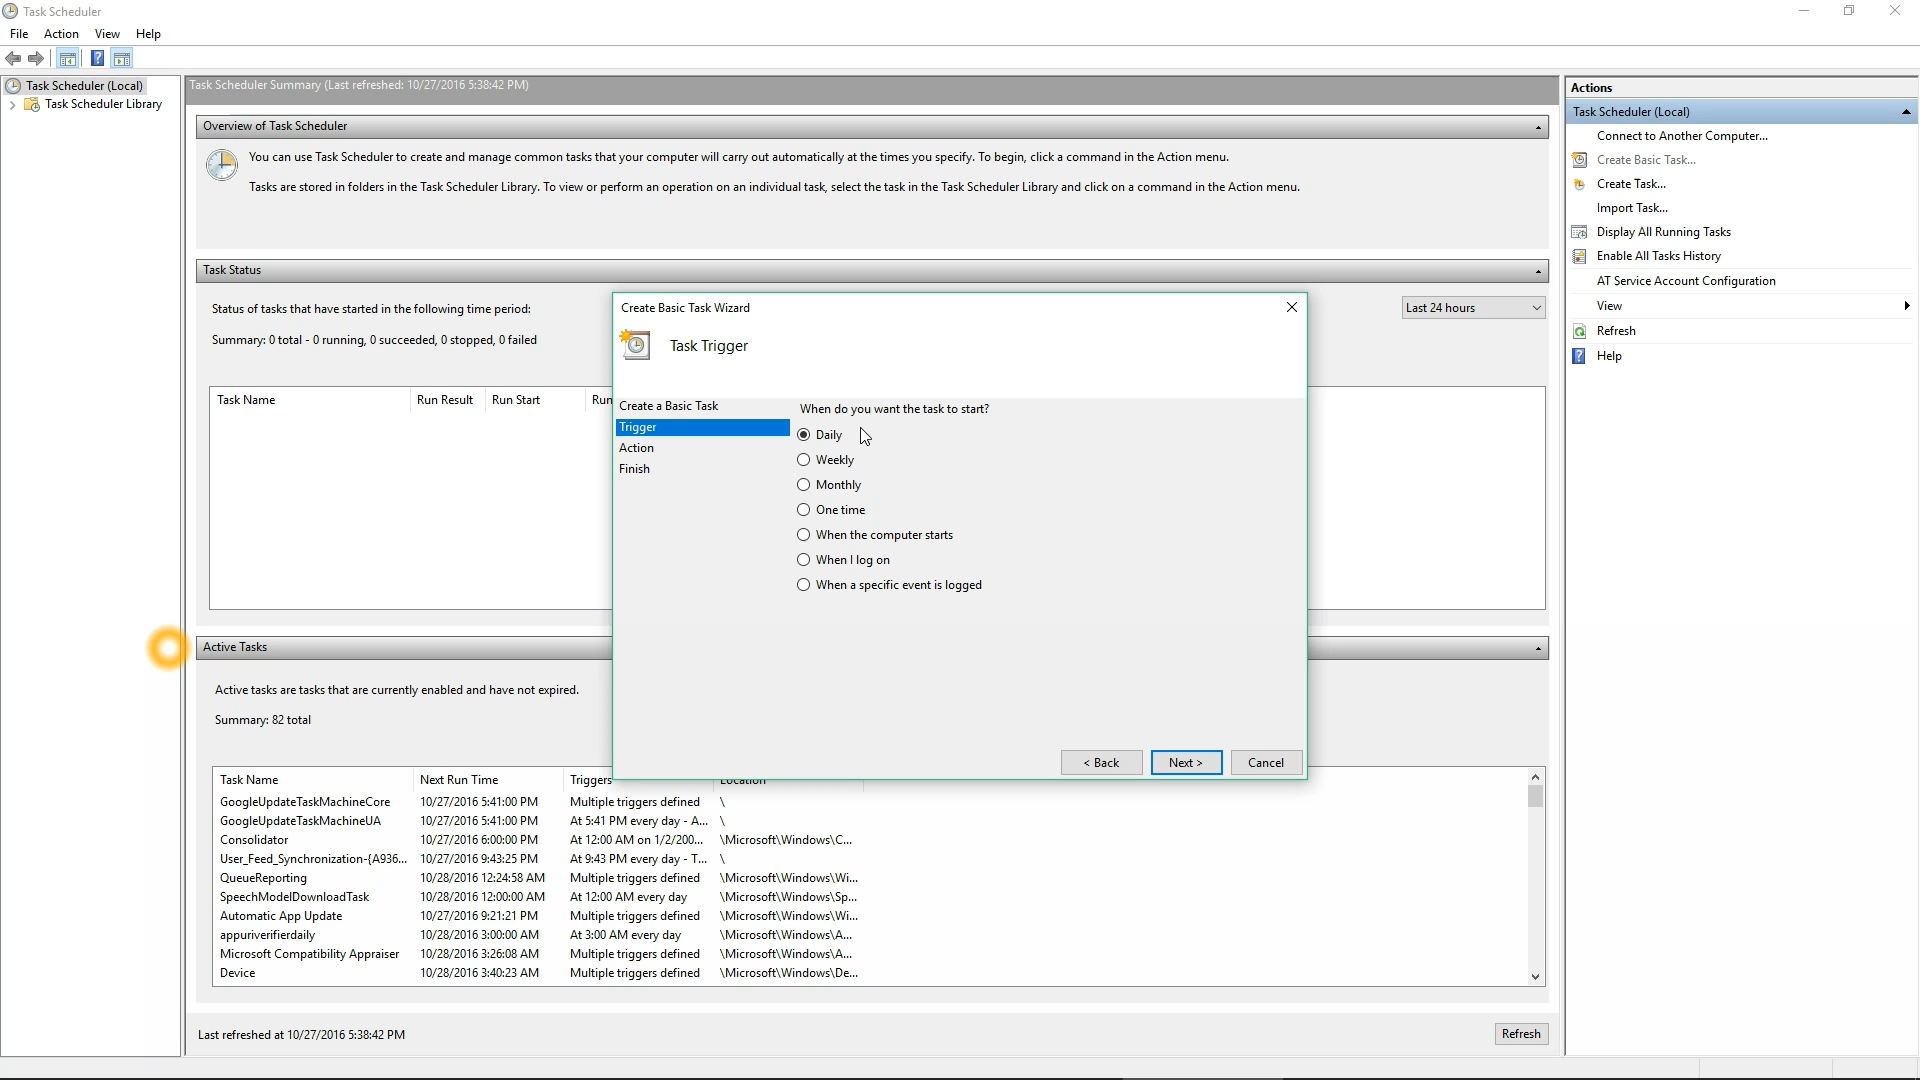 Task Scheduler
File Action View Help
Task Scheduler (Local)
Task Scheduler Library
Task Scheduler Summary (Last refreshed: 10/27/2016 5:38:42 PM)
Overview of Task Scheduler
You can use Task Scheduler to create and manage common tasks that your computer will carry out automatically at the times you specify. To begin, click a command in the Action menu.
Tasks are stored in folders in the Task Scheduler Library. To view or perform an operation on an individual task, select the task in the Task Scheduler Library and click on a command in the Action menu.
Task Status
Status of tasks that have started in the following time period:
Last 24 hours
Summary: 0 total - 0 running, 0 succeeded, 0 stopped, 0 failed
Task Name Run Result Run Start Run
Create Basic Task Wizard
Task Trigger
Create a Basic Task
Trigger
Action
Finish
When do you want the task to start?
Daily
Weekly
Monthly
One time
When the computer starts
When I log on
When a specific event is logged
< Back Next > Cancel
Active Tasks
Active tasks are tasks that are currently enabled and have not expired.
Summary: 82 total
Task Name Next Run Time Triggers Location
GoogleUpdateTaskMachineCore 10/27/2016 5:41:00 PM Multiple triggers defined \
GoogleUpdateTaskMachineUA 10/27/2016 5:41:00 PM At 5:41 PM every day - A... \
Consolidator 10/27/2016 6:00:00 PM At 12:00 AM on 1/2/200... \Microsoft\Windows\C...
User_Feed_Synchronization-{A936... 10/27/2016 9:43:25 PM At 9:43 PM every day - T... \
QueueReporting 10/28/2016 12:24:58 AM Multiple triggers defined \Microsoft\Windows\Wi...
SpeechModelDownloadTask 10/28/2016 12:00:00 AM At 12:00 AM every day \Microsoft\Windows\Sp...
Automatic App Update 10/27/2016 9:21:21 PM Multiple triggers defined \Microsoft\Windows\Wi...
appuriverifierdaily 10/28/2016 3:00:00 AM At 3:00 AM every day \Microsoft\Windows\A...
Microsoft Compatibility Appraiser 10/28/2016 3:26:08 AM Multiple triggers defined \Microsoft\Windows\A...
Device 10/28/2016 3:40:23 AM Multiple triggers defined \Microsoft\Windows\De...
Last refreshed at 10/27/2016 5:38:42 PM
Refresh
Actions
Task Scheduler (Local)
Connect to Another Computer...
Create Basic Task...
Create Task...
Import Task...
Display All Running Tasks
Enable All Tasks History
AT Service Account Configuration
View
Refresh
Help